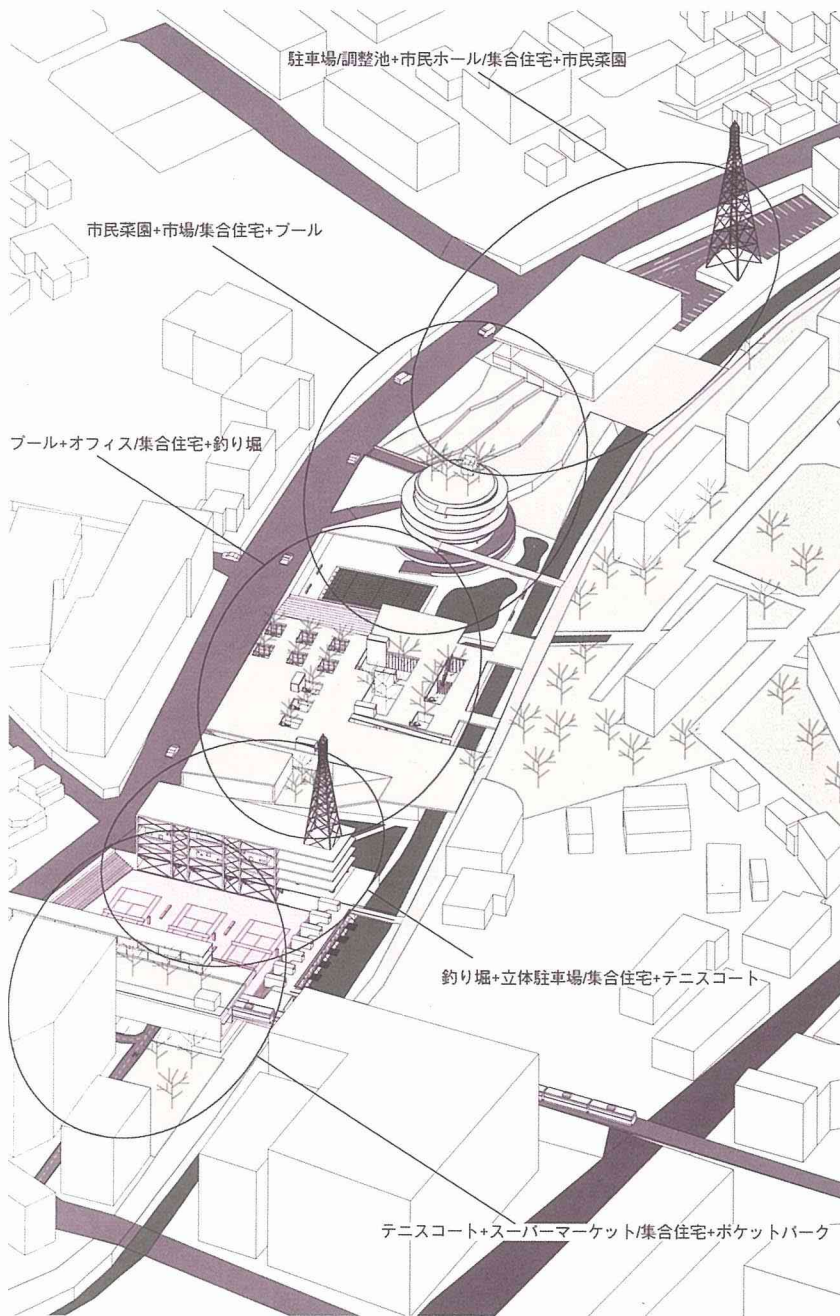 駐車場/調整池+市民ホール/集合住宅+市民菜園
市民菜園+市場/集合住宅+プール
プール+オフィス/集合住宅+釣り堀
釣り堀+立体駐車場/集合住宅+テニスコート
テニスコート+スーパーマーケット/集合住宅+ポケットパーク